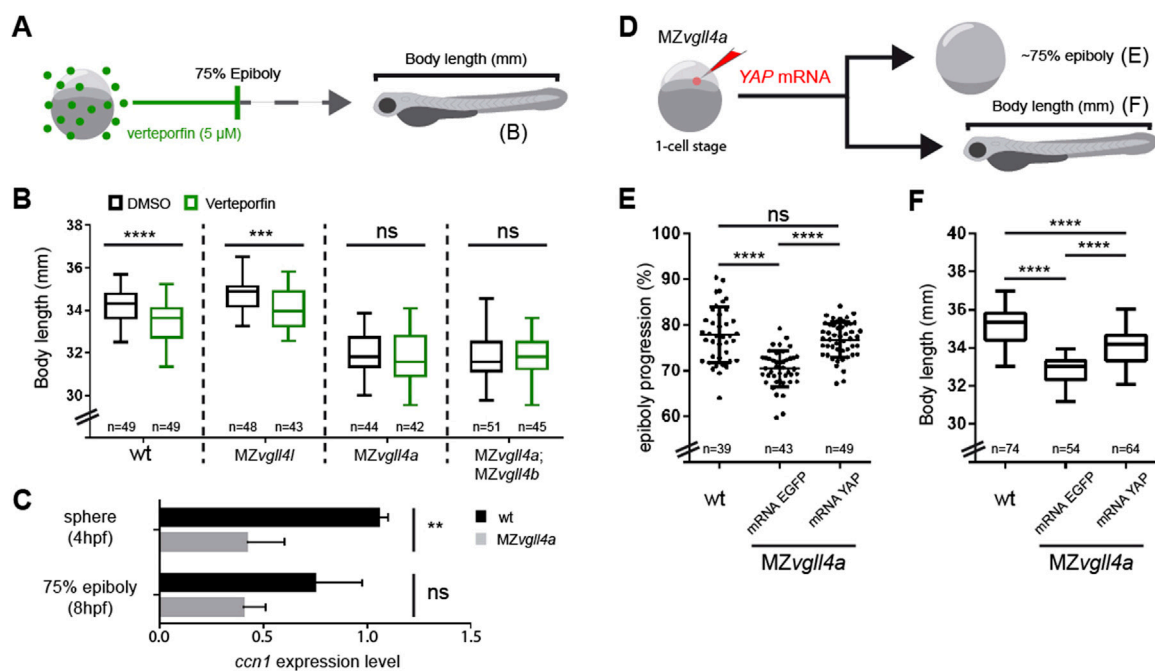 A
75% Epiboly
Body length (mm)
verteporfin (5 µM)
(B)
B
DMSO Verteporfin
Body length (mm)
38
35
34
32
30
**** *** ns ns
n=49 n=49 n=48 n=43 n=44 n=42 n=51 n=45
wt MZvgll4l MZvgll4a MZvgll4a;
MZvgll4b
C
sphere
(4hpf)
75% epiboly
(8hpf)
**
ns
wt
MZvgll4a
0.0 0.5 1.0 1.5
ccn1 expression level
D
MZvgll4a
YAP mRNA
1-cell stage
~75% epiboly (E)
Body length (mm) (F)
E
epiboly progression (%)
100
90
80
70
60
ns
**** ****
n=39 n=43 n=49
wt mRNA EGFP mRNA YAP
MZvgll4a
F
Body length (mm)
40
38
35
34
33
****
****
****
n=74 n=54 n=64
wt mRNA EGFP mRNA YAP
MZvgll4a